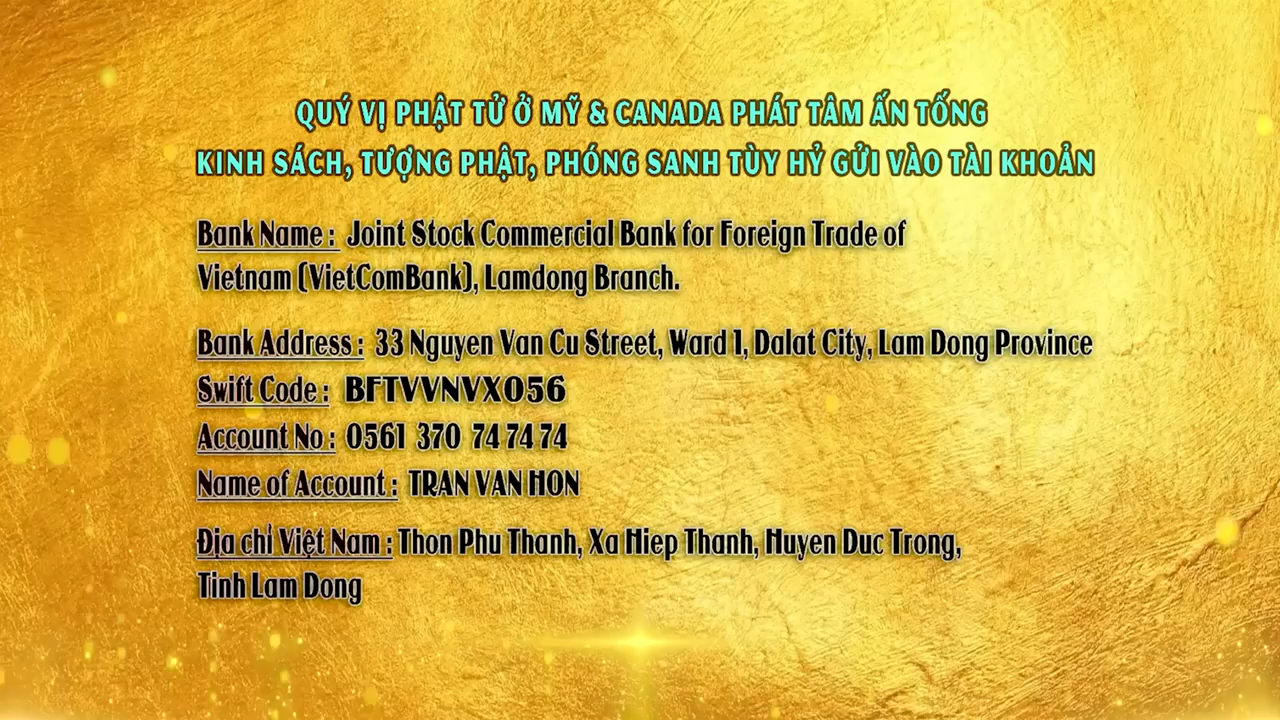 QUÝ VỊ PHẬT TỬ Ở MỸ & CANADA PHÁT TÂM ẤN TỐNG
KINH SÁCH, TƯỢNG PHẬT, PHÓNG SANH TÙY HỶ GỬI VÀO TÀI KHOẢN
Bank Name : Joint Stock Commercial Bank for Foreign Trade of
Vietnam (VietComBank), Lamdong Branch.
Bank Address : 33 Nguyen Van Cu Street, Ward 1, Dalat City, Lam Dong Province
Swift Code : BFTVVNVX056
Account No : 0561 370 74 74 74
Name of Account : TRAN VAN HON
Địa chỉ Việt Nam : Thon Phu Thanh, Xa Hiep Thanh, Huyen Duc Trong,
Tinh Lam Dong